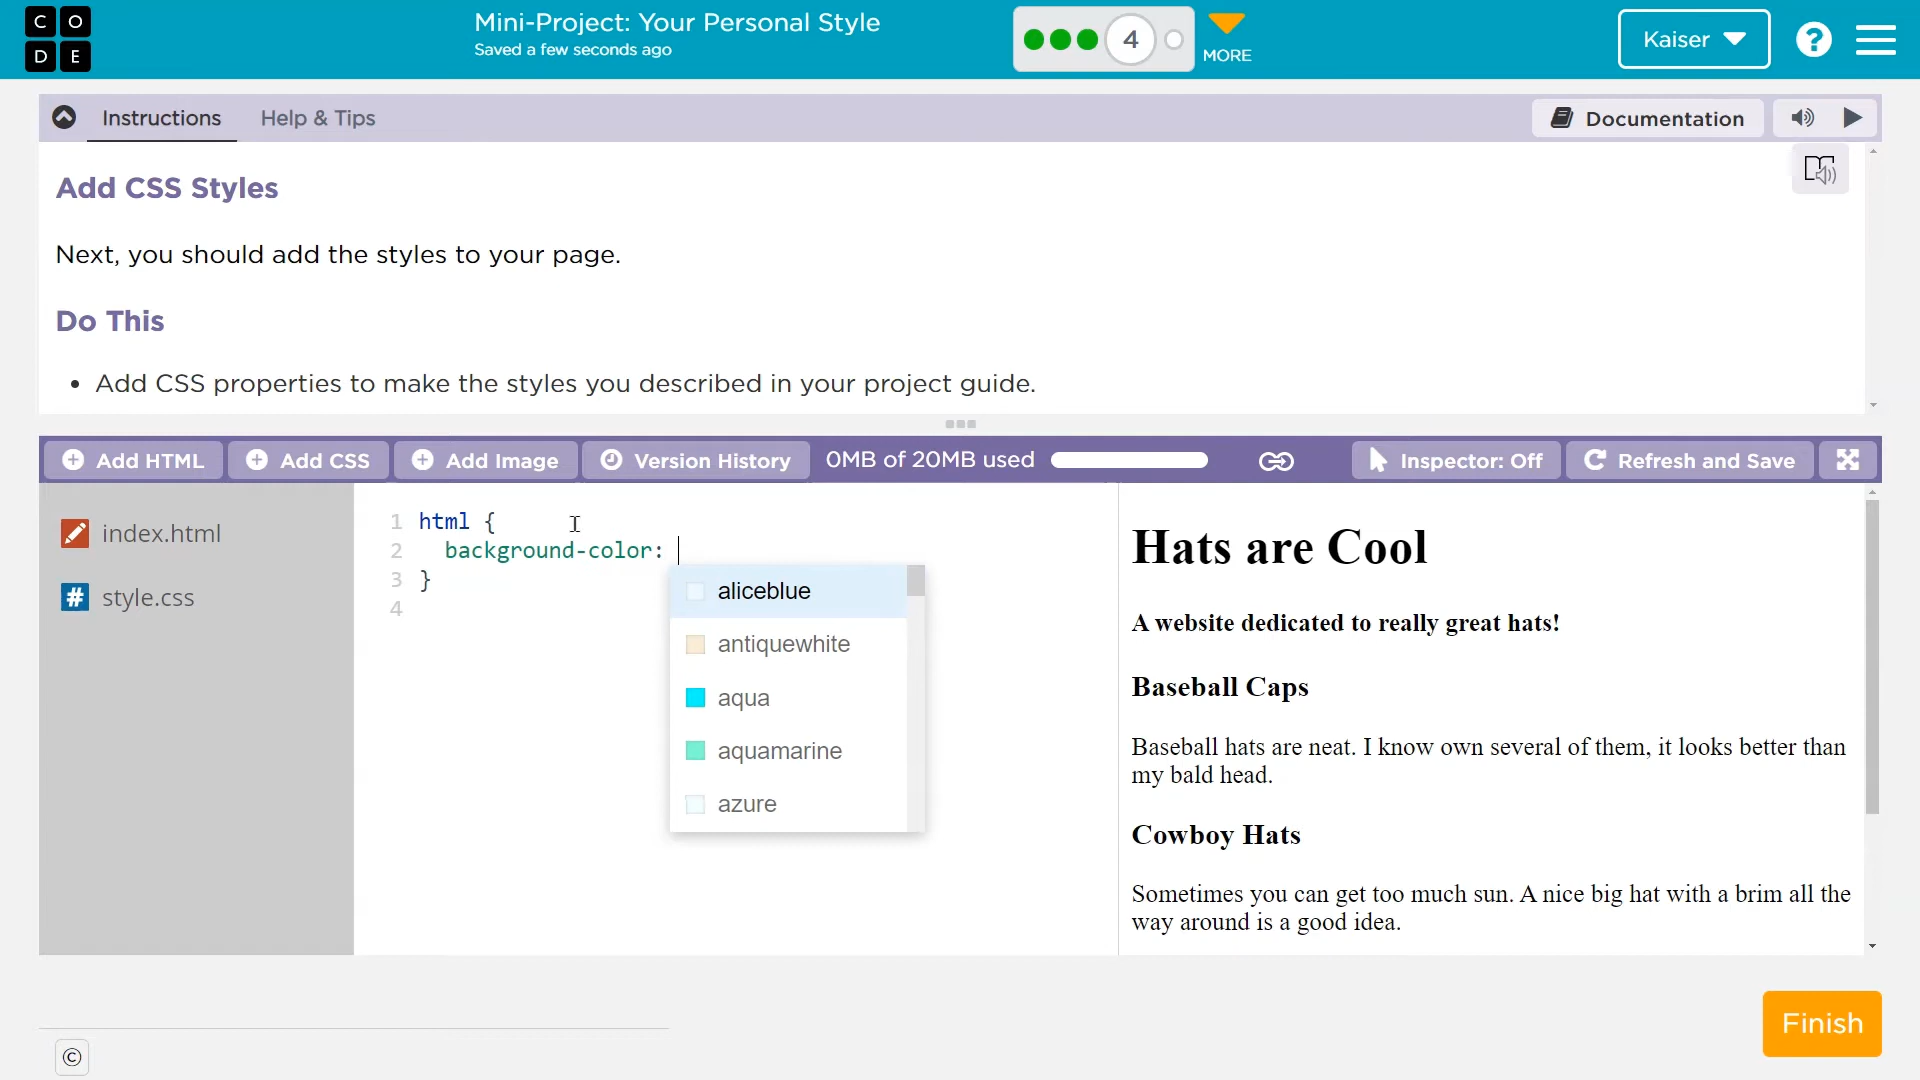 C O
D E
Mini-Project: Your Personal Style
Saved a few seconds ago
4
MORE
Kaiser
?
Instructions
Help & Tips
Documentation
Add CSS Styles
Next, you should add the styles to your page.
Do This
• Add CSS properties to make the styles you described in your project guide.
Add HTML
Add CSS
Add Image
Version History
0MB of 20MB used
Inspector: Off
Refresh and Save
index.html
# style.css
1 html {
2 background-color:
3 }
4
aliceblue
antiquewhite
aqua
aquamarine
azure
Hats are Cool
A website dedicated to really great hats!
Baseball Caps
Baseball hats are neat. I know own several of them, it looks better than
my bald head.
Cowboy Hats
Sometimes you can get too much sun. A nice big hat with a brim all the
way around is a good idea.
Finish
©